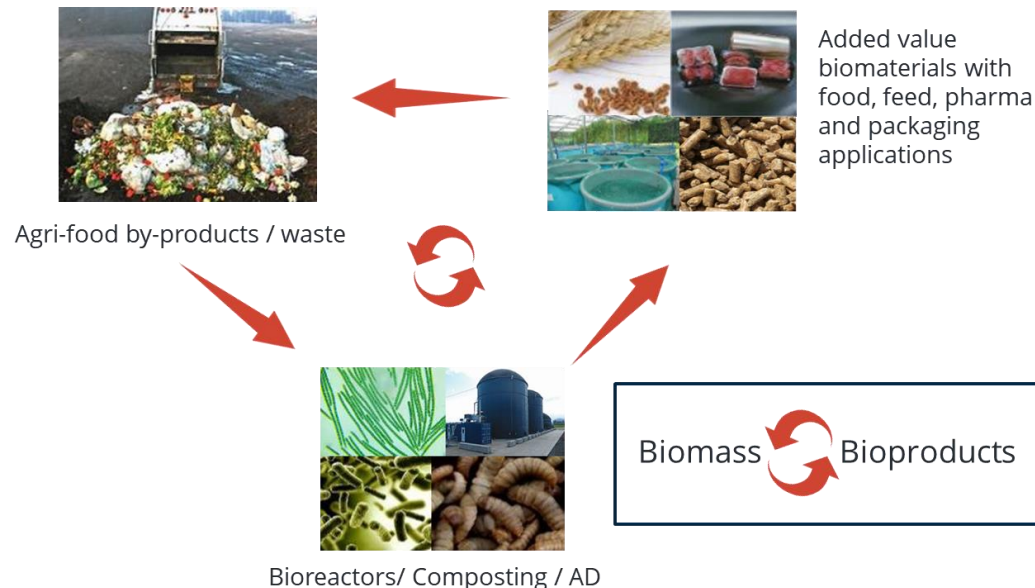 Added value
biomaterials with
food, feed, pharma
and packaging
applications
Agri-food by-products / waste
Biomass Bioproducts
Bioreactors/ Composting / AD